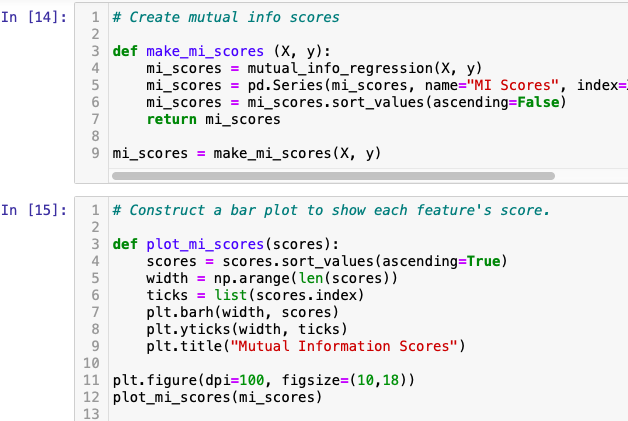 In [14]:
1 # Create mutual info scores
2
3 def make_mi_scores (X, y):
4     mi_scores = mutual_info_regression(X, y)
5     mi_scores = pd.Series(mi_scores, name="MI Scores", index=
6     mi_scores = mi_scores.sort_values(ascending=False)
7     return mi_scores
8
9 mi_scores = make_mi_scores(X, y)
In [15]:
1 # Construct a bar plot to show each feature's score.
2
3 def plot_mi_scores(scores):
4     scores = scores.sort_values(ascending=True)
5     width = np.arange(len(scores))
6     ticks = list(scores.index)
7     plt.barh(width, scores)
8     plt.yticks(width, ticks)
9     plt.title("Mutual Information Scores")
10
11 plt.figure(dpi=100, figsize=(10,18))
12 plot_mi_scores(mi_scores)
13